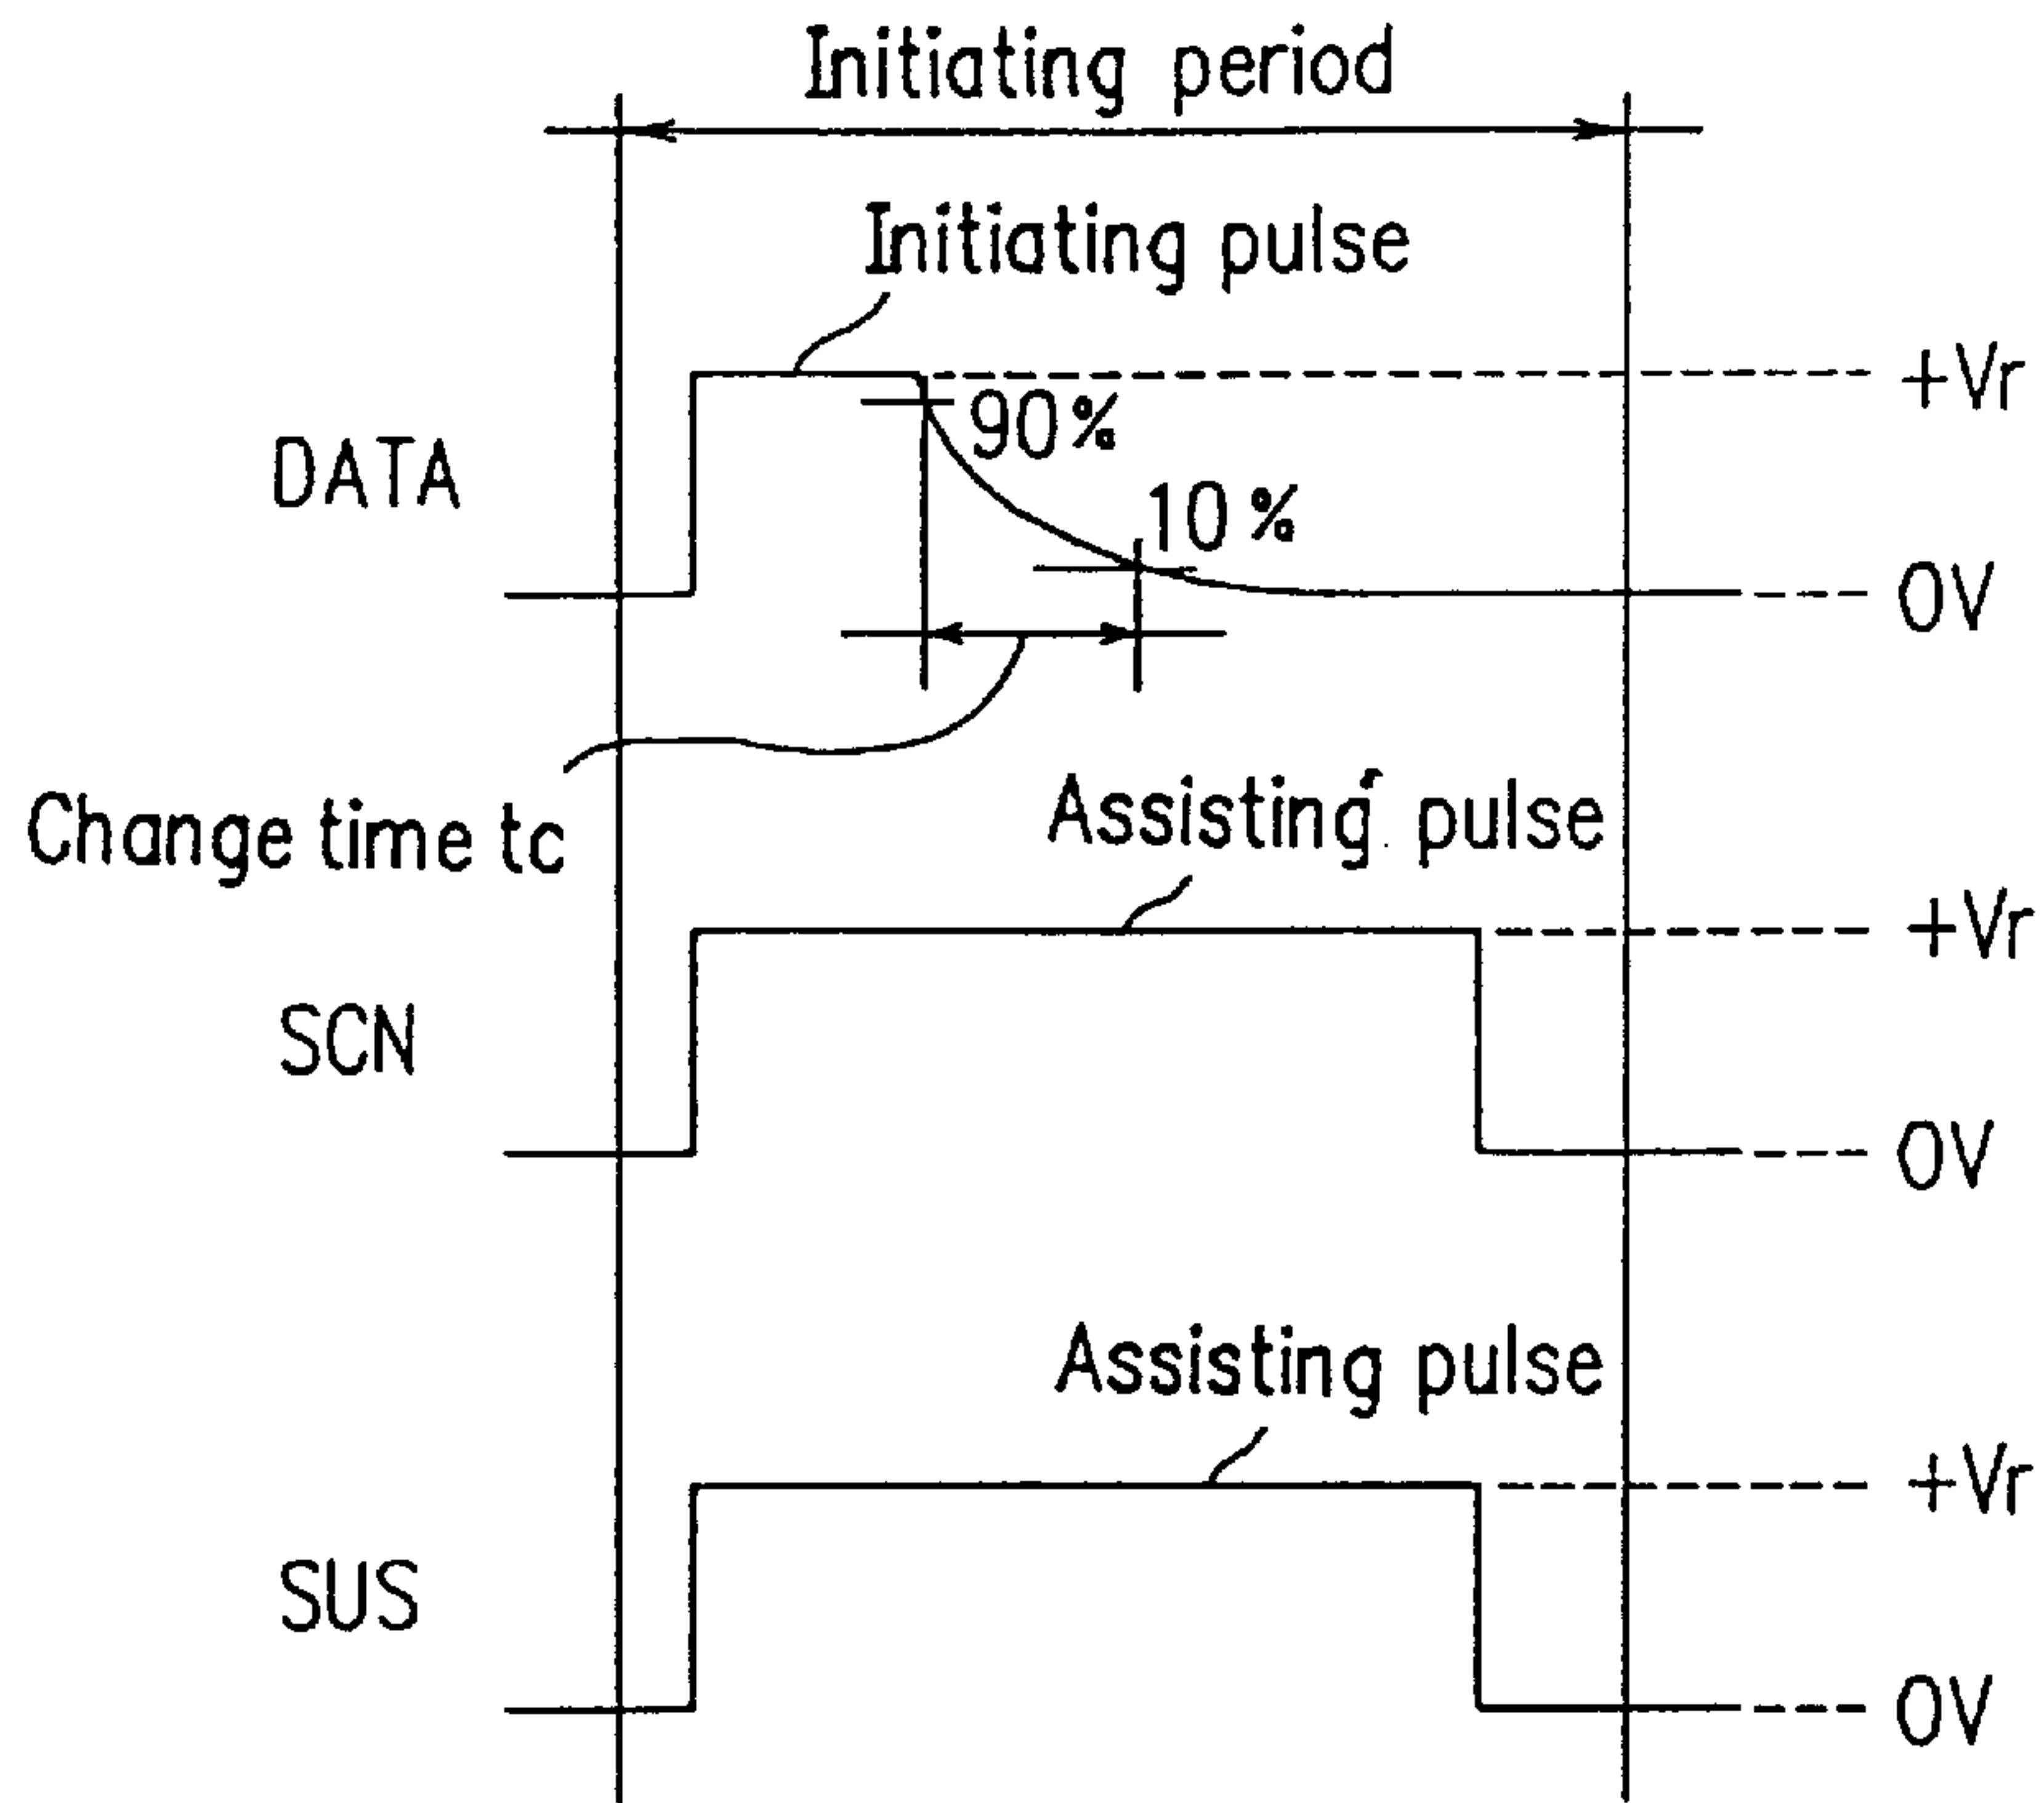 Initiating period
Initiating pulse
+Vr
90%
DATA
10%
0V
Change time tc
Assisting pulse
+Vr
SCN
0V
Assisting pulse
+Vr
SUS
0V